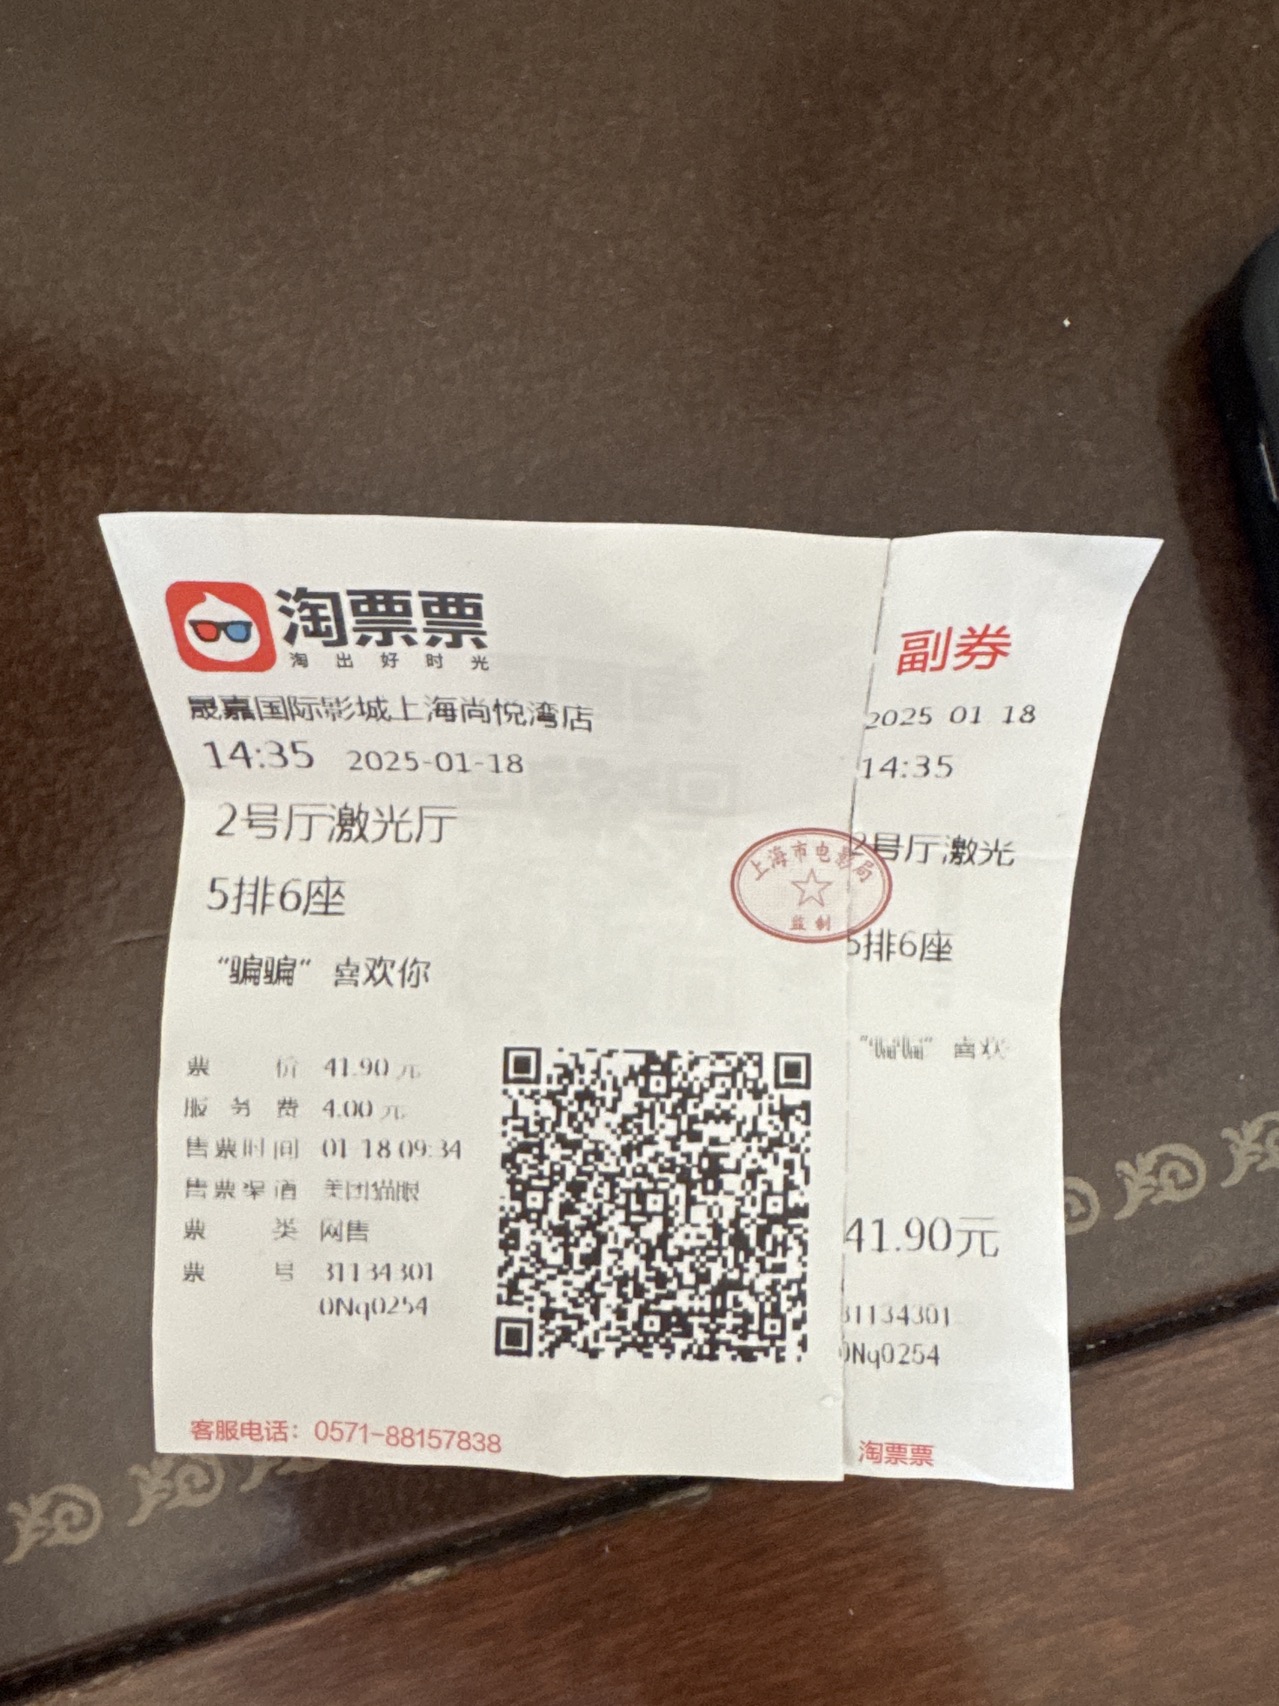 淘票票
淘出好时光
晟嘉国际影城上海尚悦湾店
14:35 2025-01-18
2号厅激光厅
5排6座
“骗骗” 喜欢你
票价 41.90元
服务费 4.00元
售票时间 01-18 09:34
售票渠道 美团猫眼
票类 网售
票号 31134301
0Nq0254
客服电话：0571-88157838
上海市电影局
监制
副券
2025 01 18
14:35
2号厅激光
5排6座
“骗骗” 喜欢
41.90元
31134301
0Nq0254
淘票票